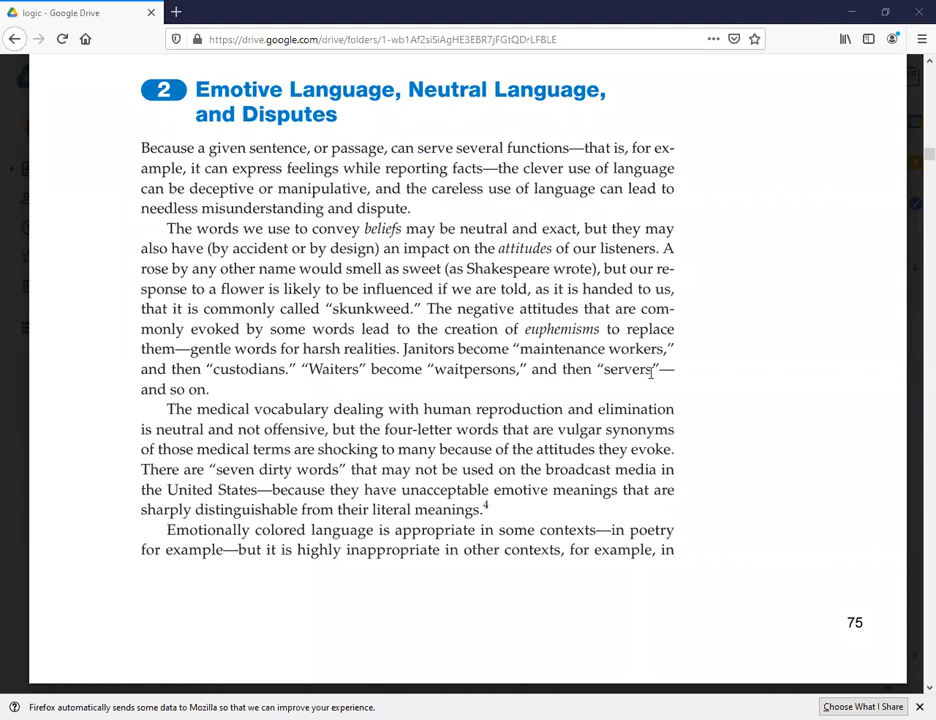 logic - Google Drive
https://drive.google.com/drive/folders/1-wb1Af2siSiAgHE3EBR7jFGtQDrLF8LE
2 Emotive Language, Neutral Language,
and Disputes
Because a given sentence, or passage, can serve several functions—that is, for ex-
ample, it can express feelings while reporting facts—the clever use of language
can be deceptive or manipulative, and the careless use of language can lead to
needless misunderstanding and dispute.
The words we use to convey beliefs may be neutral and exact, but they may
also have (by accident or by design) an impact on the attitudes of our listeners. A
rose by any other name would smell as sweet (as Shakespeare wrote), but our re-
sponse to a flower is likely to be influenced if we are told, as it is handed to us,
that it is commonly called “skunkweed.” The negative attitudes that are com-
monly evoked by some words lead to the creation of euphemisms to replace
them—gentle words for harsh realities. Janitors become “maintenance workers,”
and then “custodians.” “Waiters” become “waitpersons,” and then “servers”—
and so on.
The medical vocabulary dealing with human reproduction and elimination
is neutral and not offensive, but the four-letter words that are vulgar synonyms
of those medical terms are shocking to many because of the attitudes they evoke.
There are “seven dirty words” that may not be used on the broadcast media in
the United States—because they have unacceptable emotive meanings that are
sharply distinguishable from their literal meanings.4
Emotionally colored language is appropriate in some contexts—in poetry
for example—but it is highly inappropriate in other contexts, for example, in
75
Firefox automatically sends some data to Mozilla so that we can improve your experience.
Choose What I Share